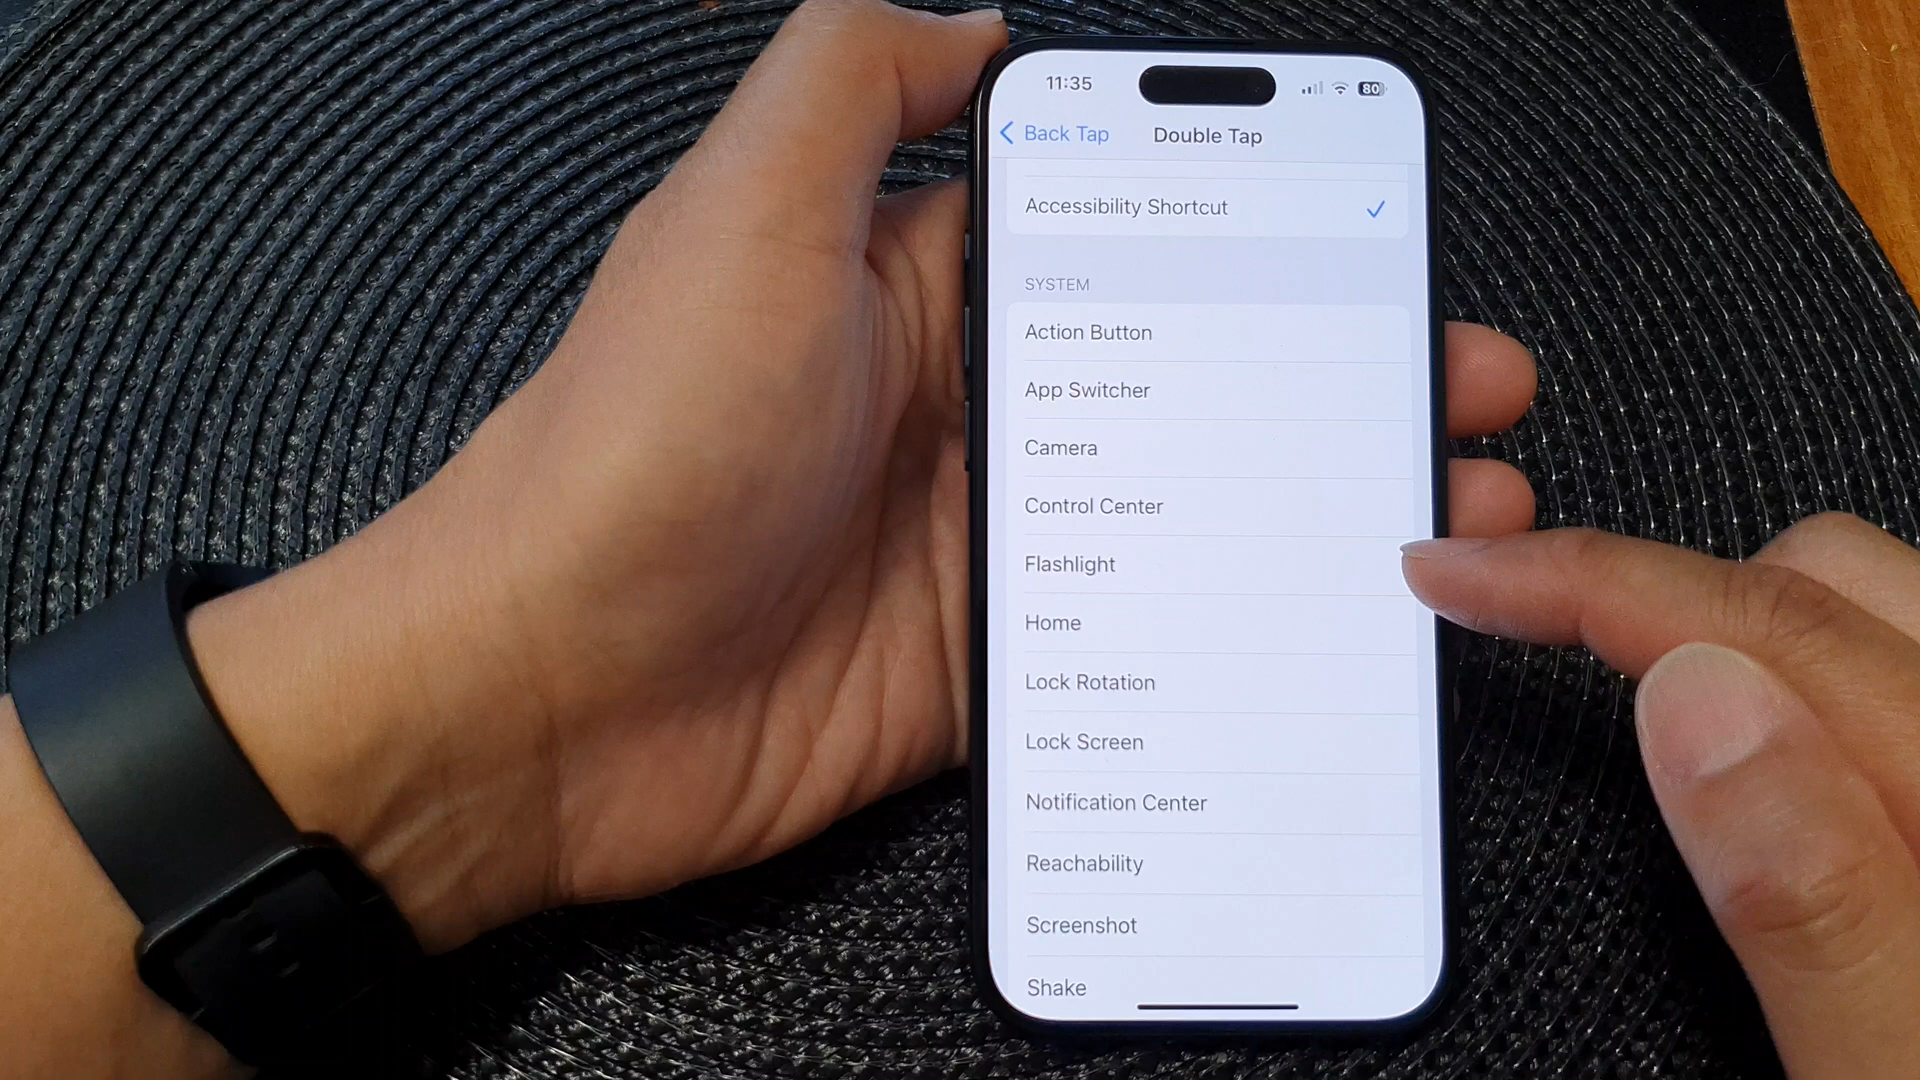 11:35
80
Back Tap
Double Tap
Accessibility Shortcut
SYSTEM
Action Button
App Switcher
Camera
Control Center
Flashlight
Home
Lock Rotation
Lock Screen
Notification Center
Reachability
Screenshot
Shake